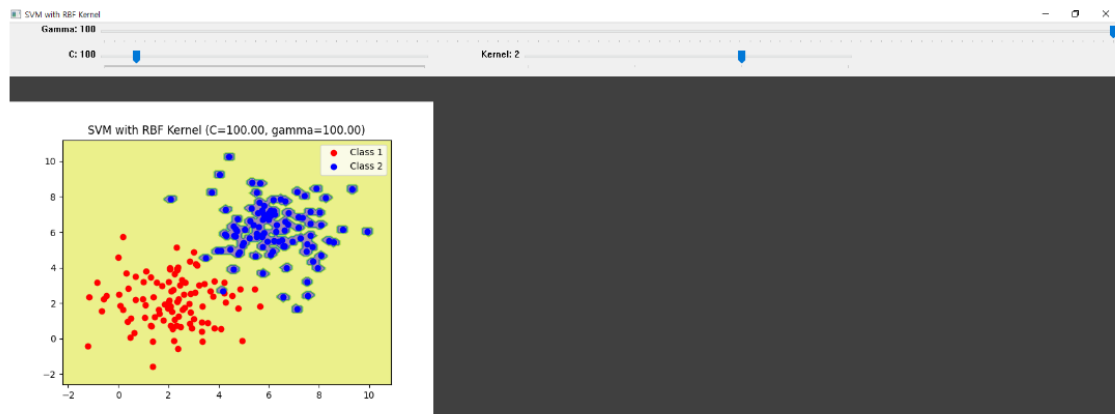 SVM with RBF Kernel
Gamma: 100
C: 100
Kernel: 2
SVM with RBF Kernel (C=100.00, gamma=100.00)
Class 1
Class 2
10
8
6
4
2
0
−2
−2 0 2 4 6 8 10